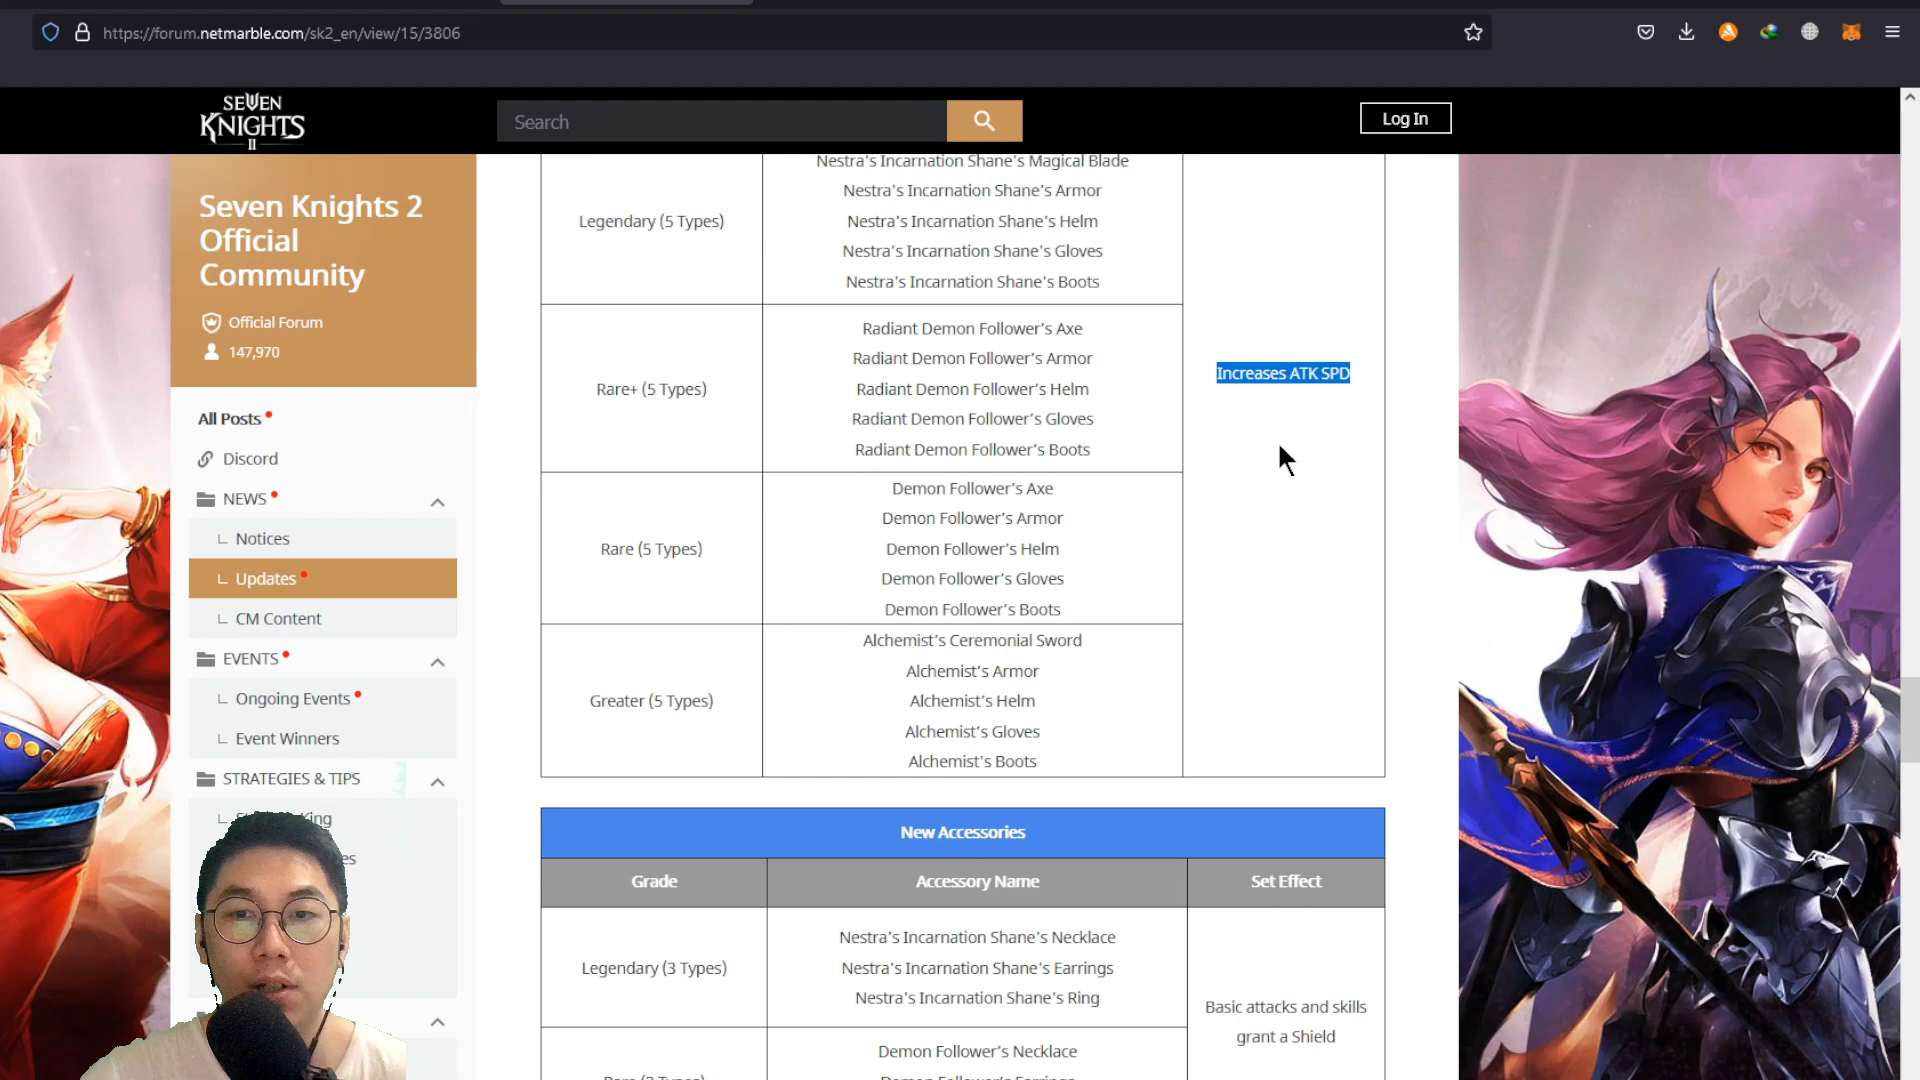 https://forum.netmarble.com/sk2_en/view/15/3806
SEVEN
KNIGHTS
II
Search
Log In
Seven Knights 2
Official
Community
Official Forum
147,970
All Posts
Discord
NEWS
Notices
Updates
CM Content
EVENTS
Ongoing Events
Event Winners
STRATEGIES & TIPS
Nestra's Incarnation Shane's Magical Blade
Legendary (5 Types)
Nestra's Incarnation Shane's Armor
Nestra's Incarnation Shane's Helm
Nestra's Incarnation Shane's Gloves
Nestra's Incarnation Shane's Boots
Rare+ (5 Types)
Radiant Demon Follower's Axe
Radiant Demon Follower's Armor
Radiant Demon Follower's Helm
Radiant Demon Follower's Gloves
Radiant Demon Follower's Boots
Increases ATK SPD
Rare (5 Types)
Demon Follower's Axe
Demon Follower's Armor
Demon Follower's Helm
Demon Follower's Gloves
Demon Follower's Boots
Greater (5 Types)
Alchemist's Ceremonial Sword
Alchemist's Armor
Alchemist's Helm
Alchemist's Gloves
Alchemist's Boots
New Accessories
Grade
Accessory Name
Set Effect
Legendary (3 Types)
Nestra's Incarnation Shane's Necklace
Nestra's Incarnation Shane's Earrings
Nestra's Incarnation Shane's Ring
Basic attacks and skills
grant a Shield
Demon Follower's Necklace